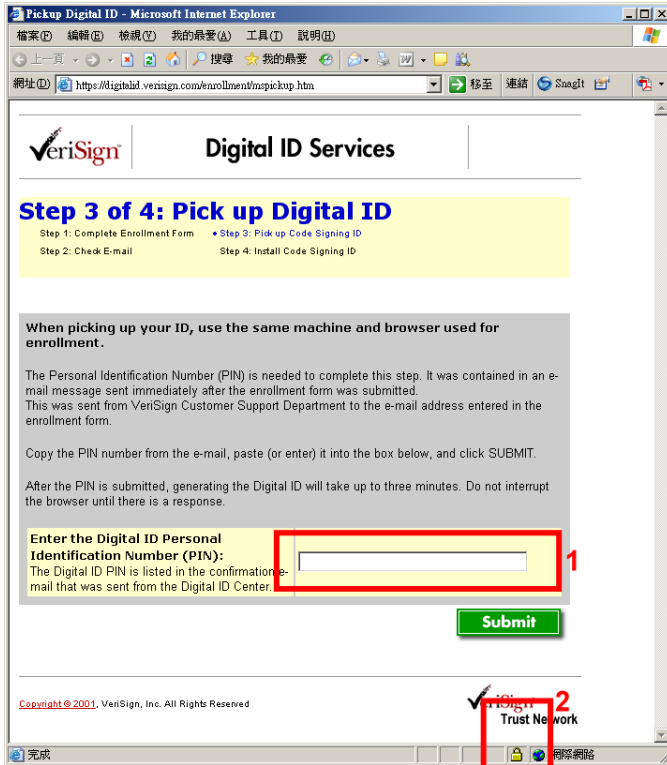 Pickup Digital ID - Microsoft Internet Explorer
檔案(F) 編輯(E) 檢視(V) 我的最愛(A) 工具(T) 說明(H)
上一頁 搜尋 我的最愛
網址(D) https://digitalid.verisign.com/enrollment/mspickup.htm 移至 連結 SnagIt
VeriSign Digital ID Services
Step 3 of 4: Pick up Digital ID
Step 1: Complete Enrollment Form • Step 3: Pick up Code Signing ID
Step 2: Check E-mail Step 4: Install Code Signing ID
When picking up your ID, use the same machine and browser used for
enrollment.
The Personal Identification Number (PIN) is needed to complete this step. It was contained in an e-
mail message sent immediately after the enrollment form was submitted.
This was sent from VeriSign Customer Support Department to the e-mail address entered in the
enrollment form.
Copy the PIN number from the e-mail, paste (or enter) it into the box below, and click SUBMIT.
After the PIN is submitted, generating the Digital ID will take up to three minutes. Do not interrupt
the browser until there is a response.
Enter the Digital ID Personal
Identification Number (PIN):
The Digital ID PIN is listed in the confirmation e-
mail that was sent from the Digital ID Center.
1
Submit
Copyright © 2001, VeriSign, Inc. All Rights Reserved
VeriSign 2
Trust Network
完成 網際網路